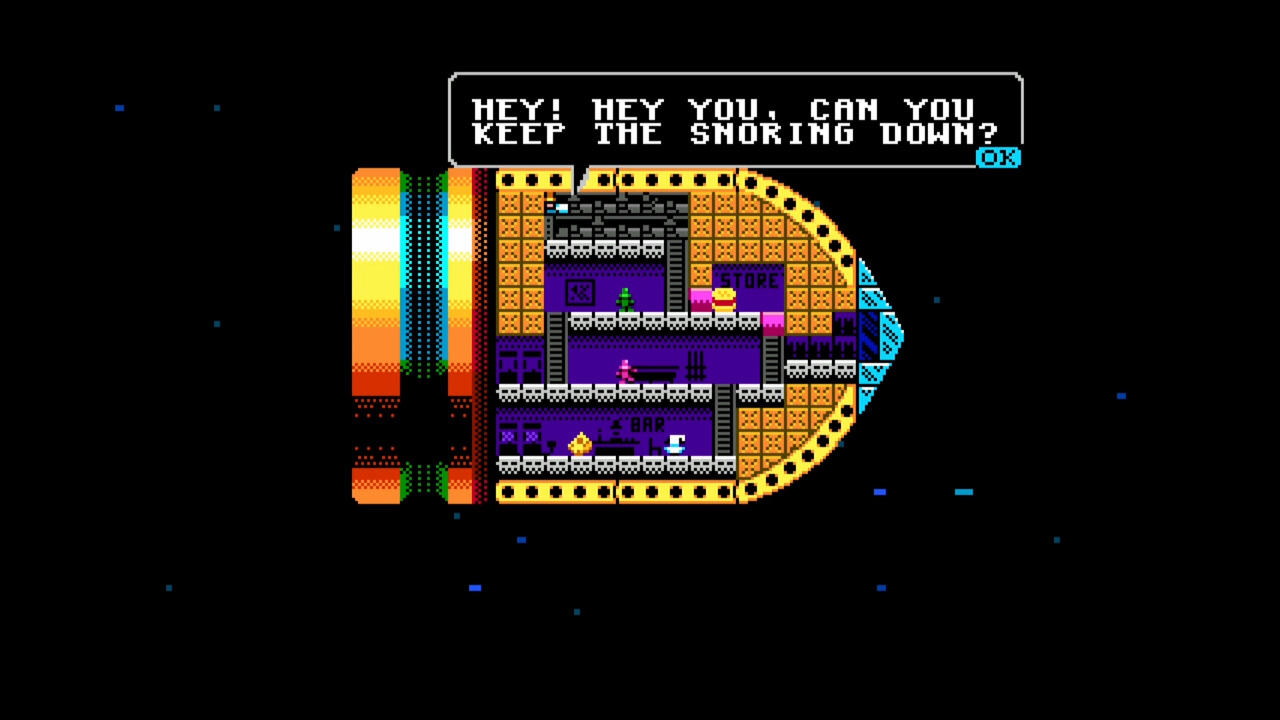 HEY! HEY YOU, CAN YOU
KEEP THE SNORING DOWN?
OK
STORE
BAR